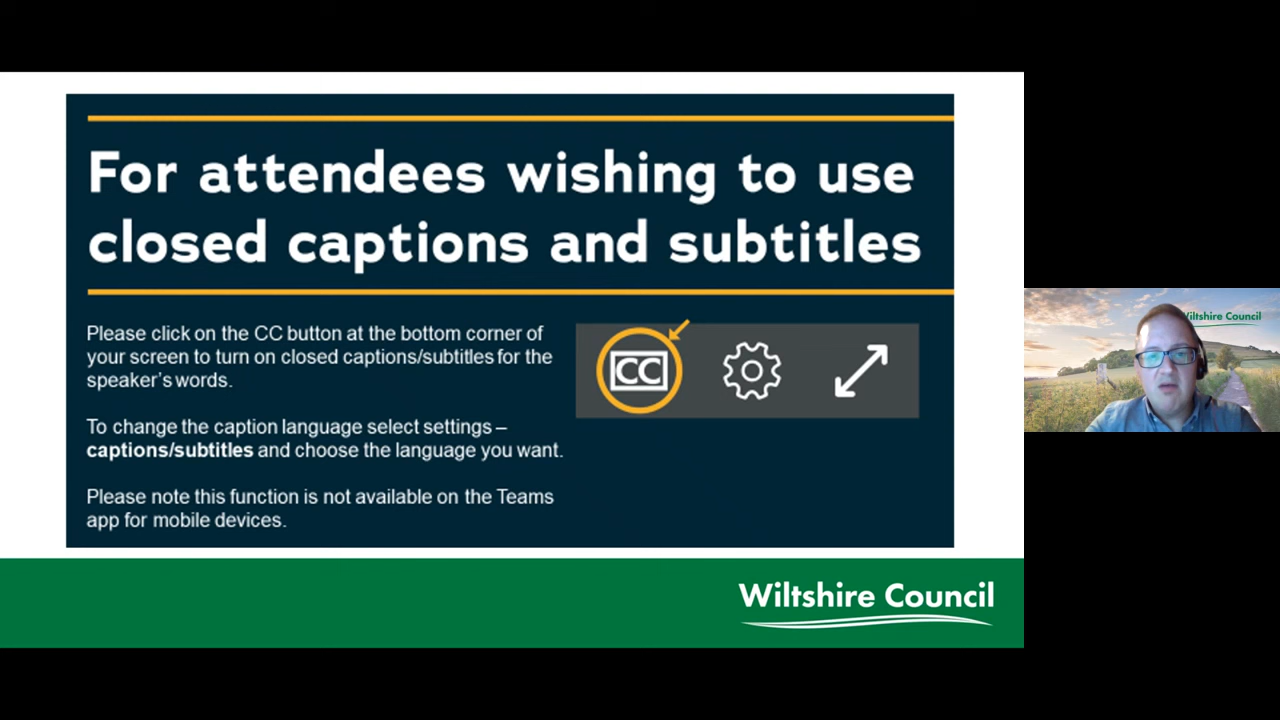 For attendees wishing to use
closed captions and subtitles
Please click on the CC button at the bottom corner of
your screen to turn on closed captions/subtitles for the
speaker's words.
To change the caption language select settings –
captions/subtitles and choose the language you want.
Please note this function is not available on the Teams
app for mobile devices.
CC
Wiltshire Council
Wiltshire Council